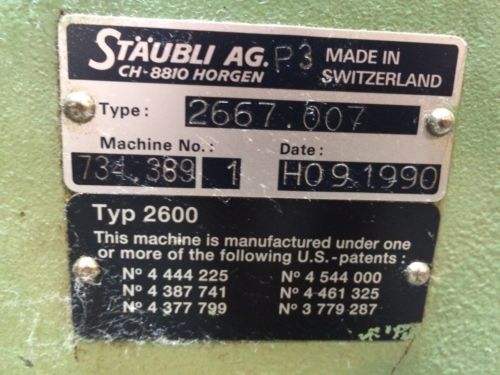 STÄUBLI AG. P3 MADE IN
CH-8810 HORGEN SWITZERLAND
Type: 2667.007
Machine No.: Date:
734.389 1 H09 1990
Typ 2600
This machine is manufactured under one
or more of the following U.S.-patents:
Nº 4 444 225 Nº 4 544 000
Nº 4 387 741 Nº 4 461 325
Nº 4 377 799 Nº 3 779 287